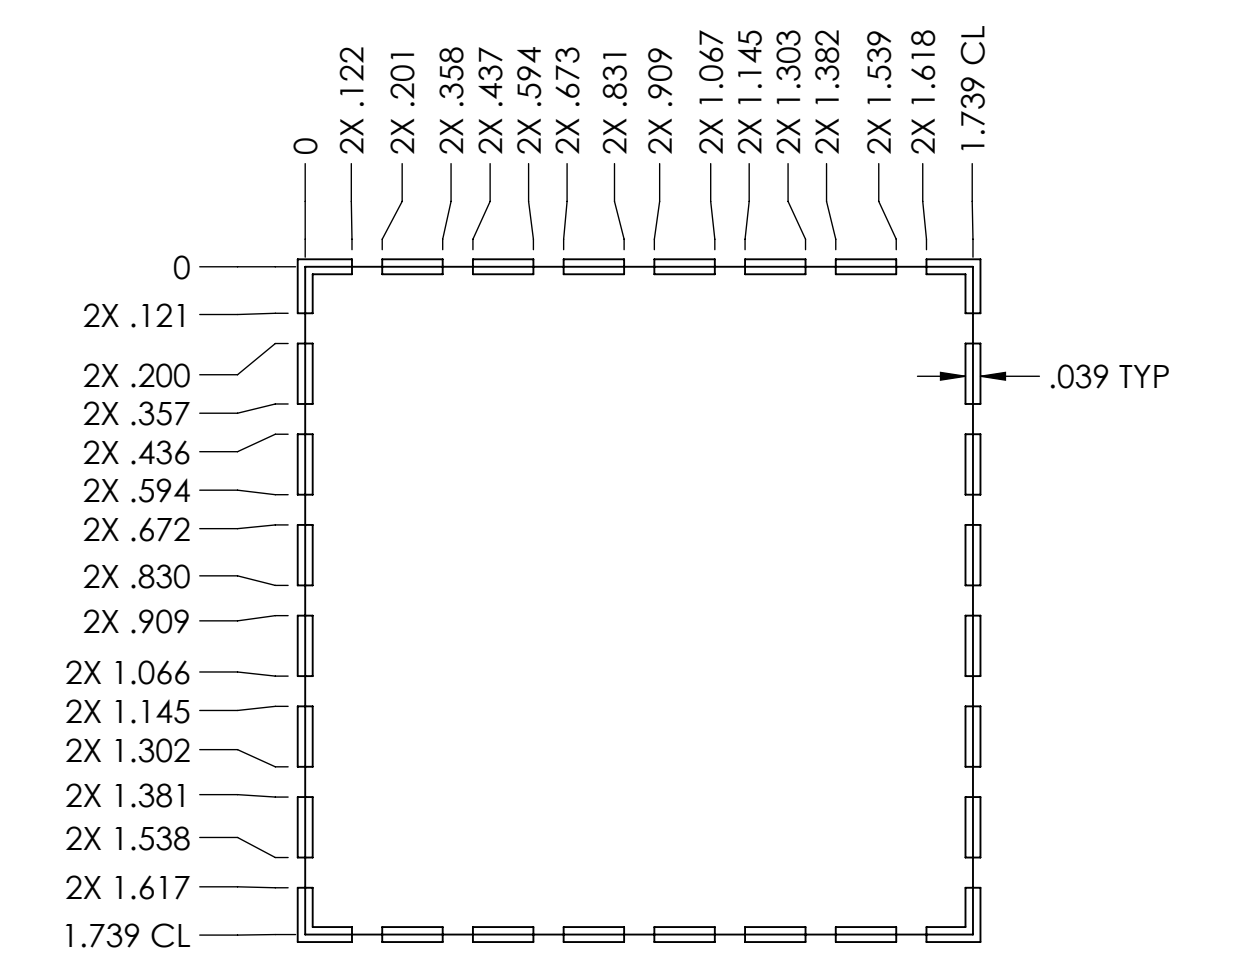 0
2X .122
2X .201
2X .358
2X .437
2X .594
2X .673
2X .831
2X .909
2X 1.067
2X 1.145
2X 1.303
2X 1.382
2X 1.539
2X 1.618
1.739 CL
0
2X .121
2X .200
2X .357
2X .436
2X .594
2X .672
2X .830
2X .909
2X 1.066
2X 1.145
2X 1.302
2X 1.381
2X 1.538
2X 1.617
1.739 CL
.039 TYP